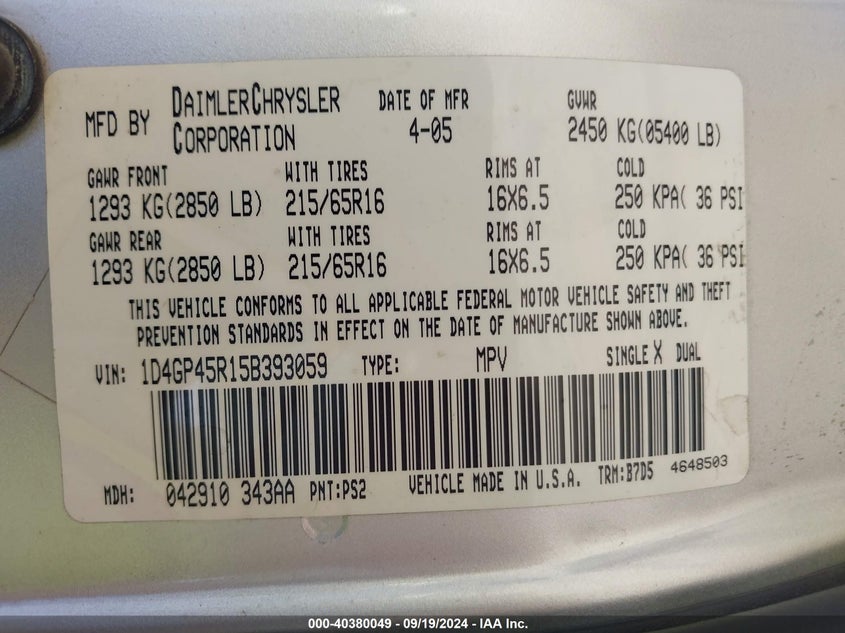 MFD BY DAIMLERCHRYSLER CORPORATION DATE OF MFR 4-05 GVWR 2450 KG(05400 LB)
GAWR FRONT WITH TIRES RIMS AT COLD
1293 KG(2850 LB) 215/65R16 16X6.5 250 KPA( 36 PSI
GAWR REAR WITH TIRES RIMS AT COLD
1293 KG(2850 LB) 215/65R16 16X6.5 250 KPA( 36 PSI
THIS VEHICLE CONFORMS TO ALL APPLICABLE FEDERAL MOTOR VEHICLE SAFETY AND THEFT
PREVENTION STANDARDS IN EFFECT ON THE DATE OF MANUFACTURE SHOWN ABOVE.
VIN: 1D4GP45R15B393059 TYPE: MPV SINGLE X DUAL
MDH: 042910 343AA PNT:PS2 VEHICLE MADE IN U.S.A. TRM:B7D5 4648503
000-40380049 - 09/19/2024 - IAA Inc.